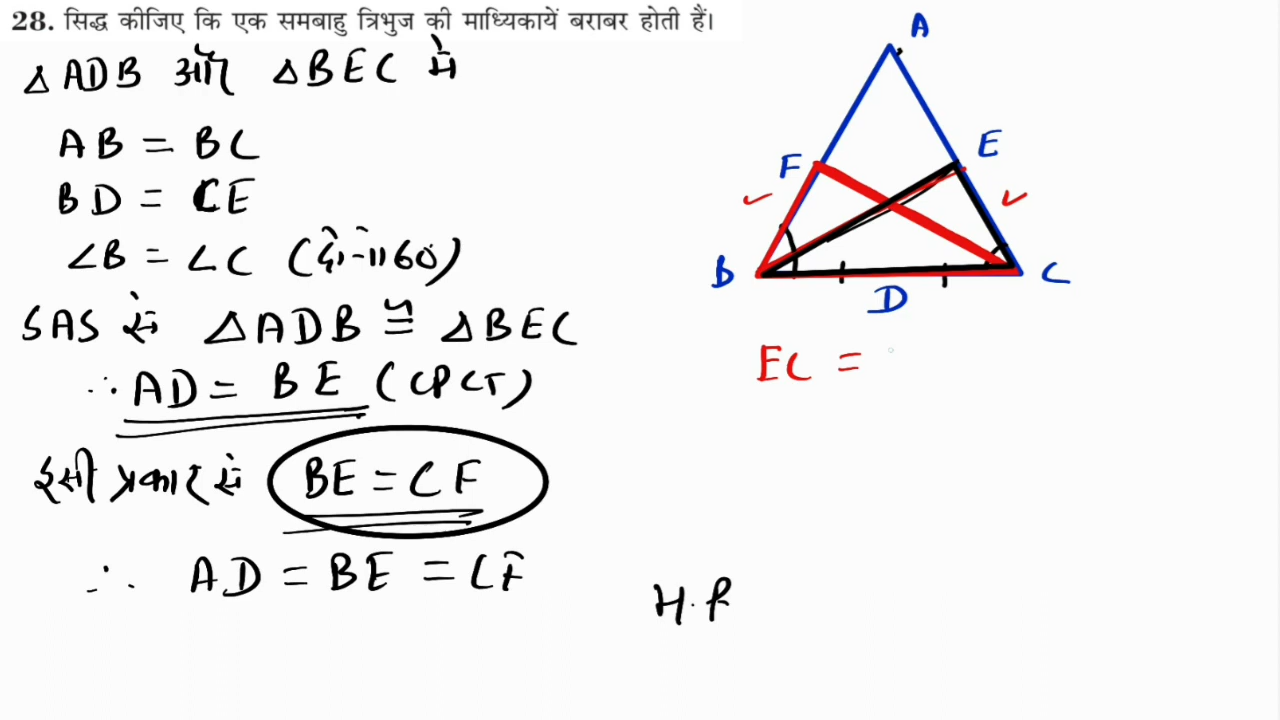 28. सिद्ध कीजिए कि एक समबाहु त्रिभुज की माध्यिकायें बराबर होती हैं।
△ADB और △BEC में
AB = BC
BD = CE
∠B = ∠C (दोनों 60)
SAS से △ADB ≅ △BEC
∴ AD = BE (CPCT)
इसी प्रकार से BE = CF
∴ AD = BE = CF
H.P
A
F
E
B
D
C
EC =